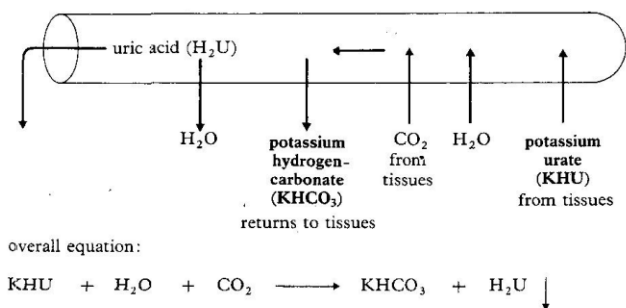 uric acid (H₂U)
H₂O
potassium
hydrogen-
carbonate
(KHCO₃)
returns to tissues
CO₂
from
tissues
H₂O
potassium
urate
(KHU)
from tissues
overall equation:
KHU + H₂O + CO₂ ⟶ KHCO₃ + H₂U ↓